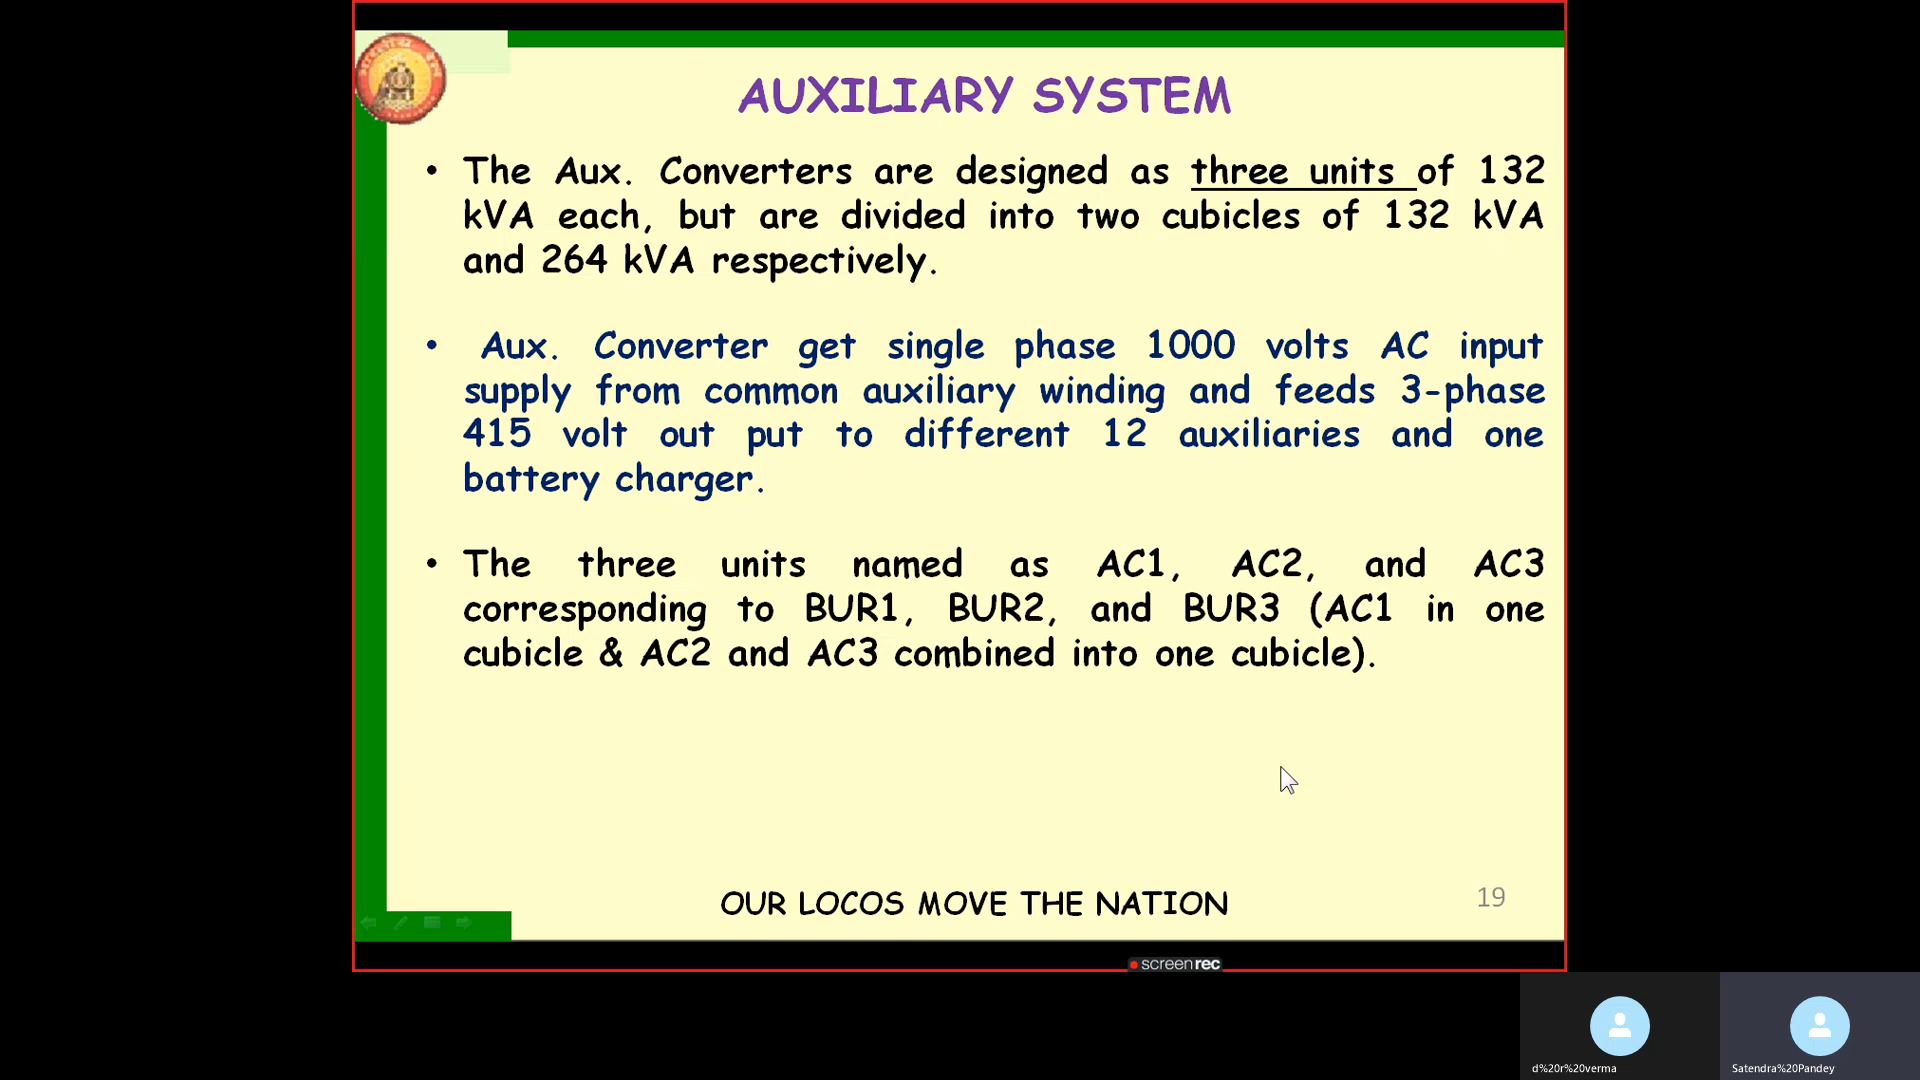 AUXILIARY SYSTEM
• The Aux. Converters are designed as three units of 132
kVA each, but are divided into two cubicles of 132 kVA
and 264 kVA respectively.
• Aux. Converter get single phase 1000 volts AC input
supply from common auxiliary winding and feeds 3-phase
415 volt out put to different 12 auxiliaries and one
battery charger.
• The three units named as AC1, AC2, and AC3
corresponding to BUR1, BUR2, and BUR3 (AC1 in one
cubicle & AC2 and AC3 combined into one cubicle).
OUR LOCOS MOVE THE NATION
19
screenrec
d%20r%20verma
Satendra%20Pandey